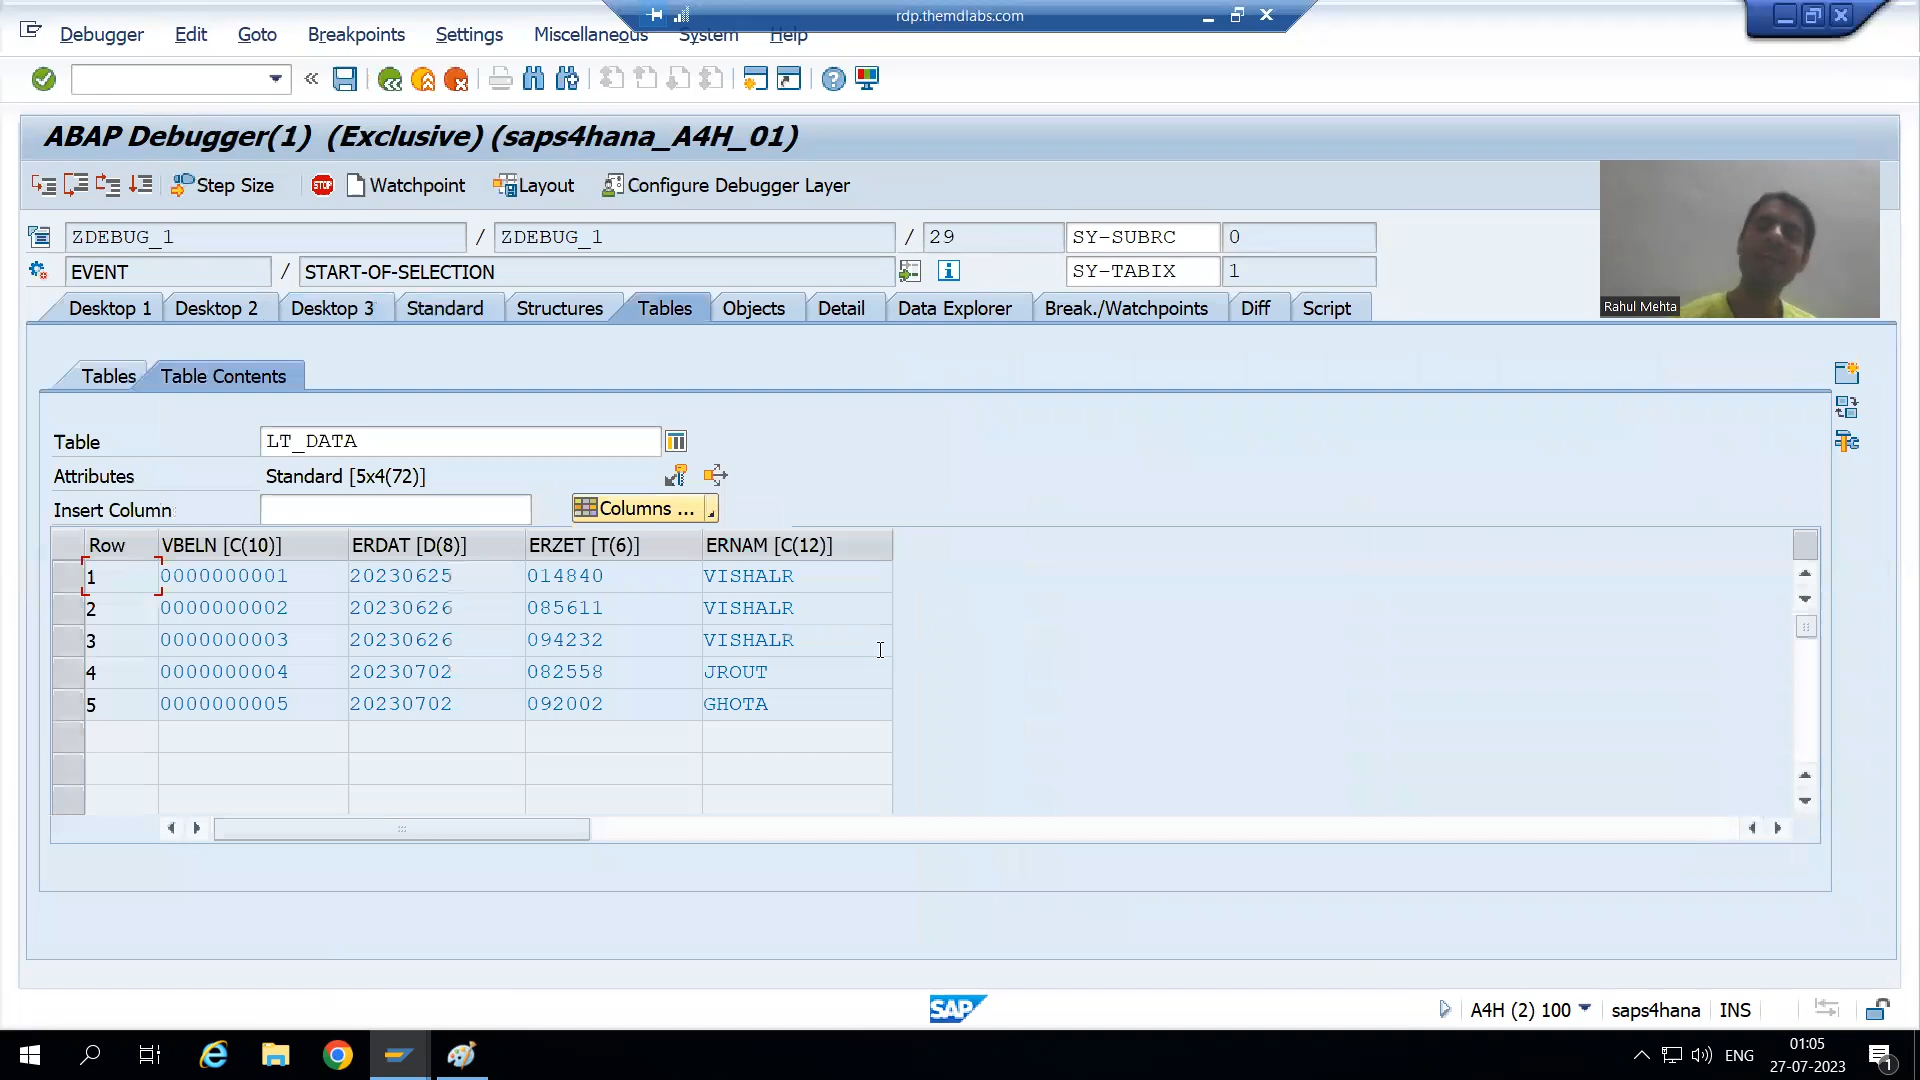 rdp.themdlabs.com
Debugger Edit Goto Breakpoints Settings Miscellaneous System Help
ABAP Debugger(1) (Exclusive) (saps4hana_A4H_01)
Step Size STOP Watchpoint Layout Configure Debugger Layer
ZDEBUG_1 / ZDEBUG_1 / 29 SY-SUBRC 0
EVENT / START-OF-SELECTION SY-TABIX 1
Desktop 1 Desktop 2 Desktop 3 Standard Structures Tables Objects Detail Data Explorer Break./Watchpoints Diff Script
Rahul Mehta
Tables Table Contents
Table LT_DATA
Attributes Standard [5x4(72)]
Insert Column Columns ...
Row VBELN [C(10)] ERDAT [D(8)] ERZET [T(6)] ERNAM [C(12)]
1 0000000001 20230625 014840 VISHALR
2 0000000002 20230626 085611 VISHALR
3 0000000003 20230626 094232 VISHALR
4 0000000004 20230702 082558 JROUT
5 0000000005 20230702 092002 GHOTA
SAP A4H (2) 100 saps4hana INS
ENG 01:05
27-07-2023 1